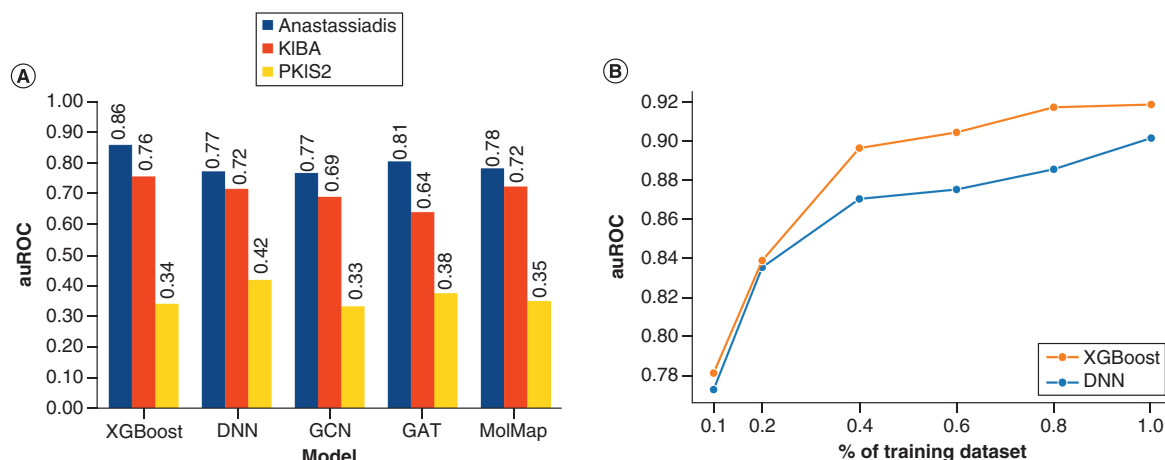 Anastassiadis
KIBA
PKIS2
A
auROC
1.00
0.90
0.80
0.70
0.60
0.50
0.40
0.30
0.20
0.10
0.00
0.86
0.76
0.34
0.77
0.72
0.42
0.77
0.69
0.33
0.81
0.64
0.38
0.78
0.72
0.35
XGBoost DNN GCN GAT MolMap
Model
B
auROC
0.92
0.90
0.88
0.86
0.84
0.82
0.80
0.78
XGBoost
DNN
0.1 0.2 0.4 0.6 0.8 1.0
% of training dataset